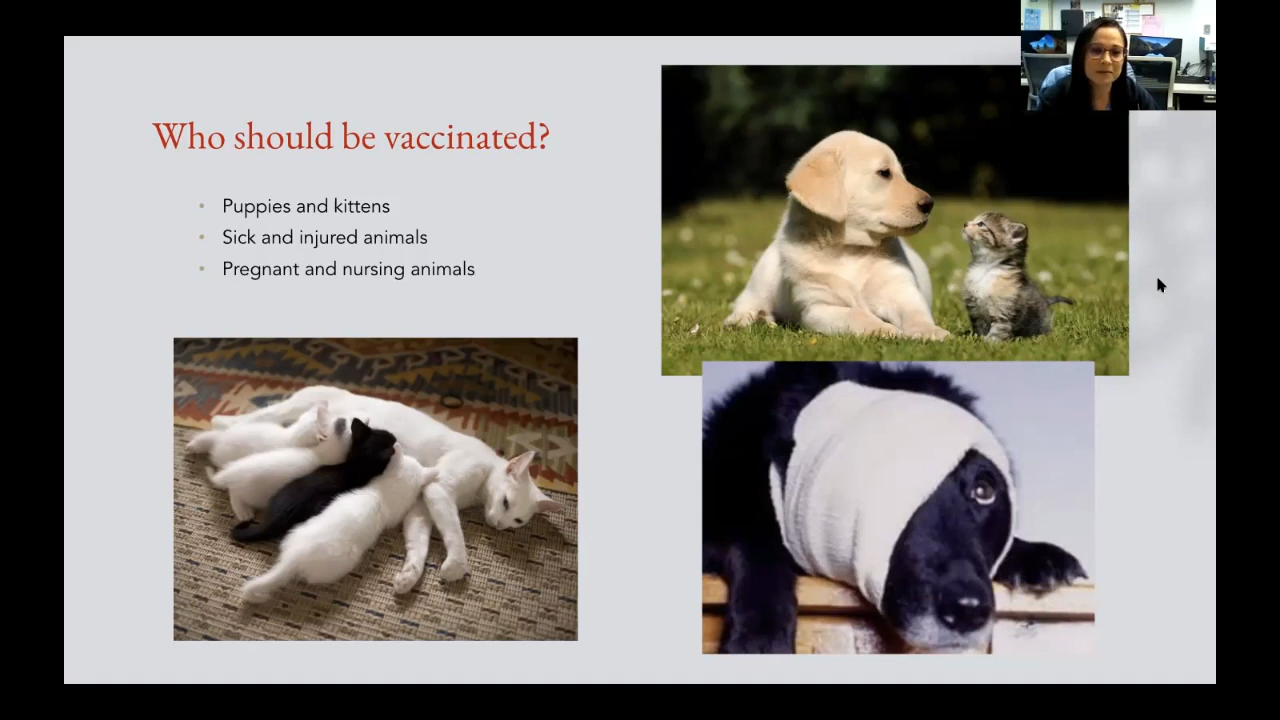 Who should be vaccinated?
Puppies and kittens
Sick and injured animals
Pregnant and nursing animals